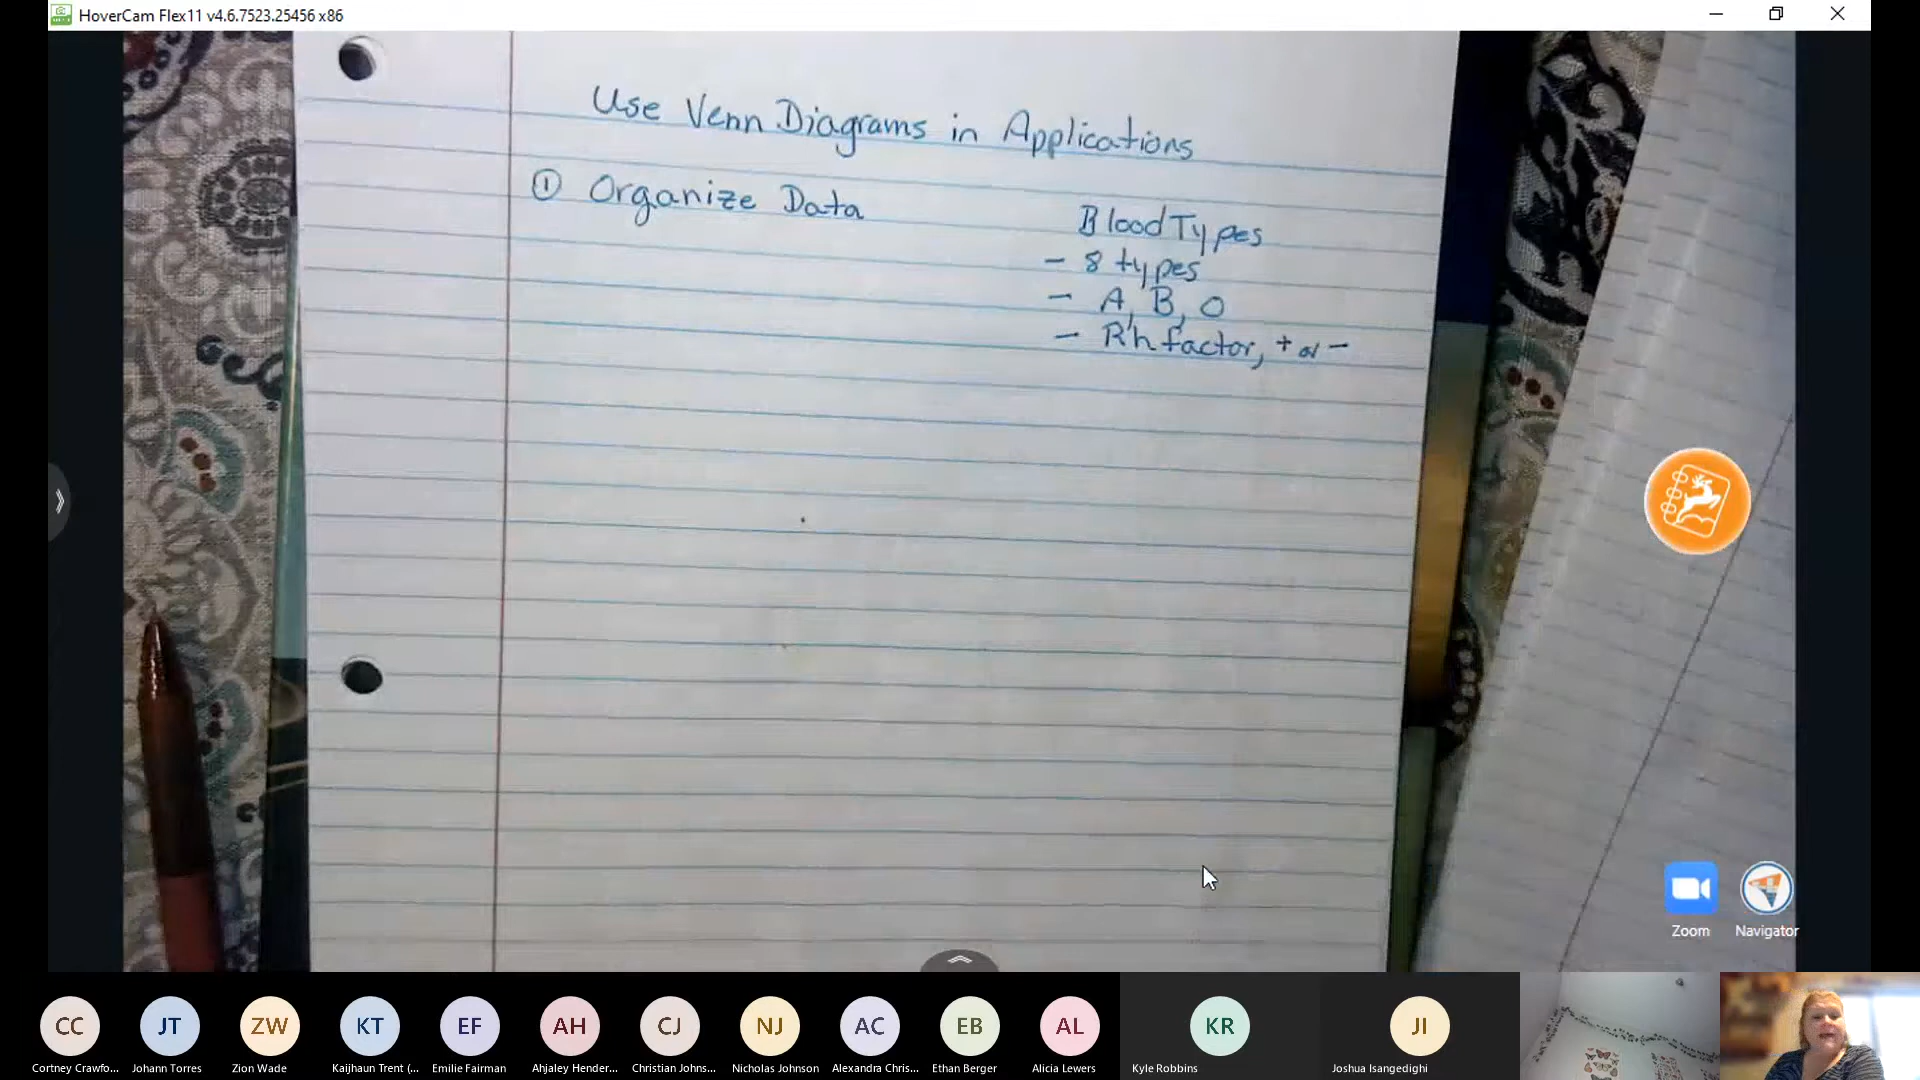 HoverCam Flex11 v4.6.7523.25456 x86
Use Venn Diagrams in Applications
① Organize Data
Blood Types
- 8 types
- A, B, O
- Rh factor, + or -
Zoom
Navigator
CC
JT
ZW
KT
EF
AH
CJ
NJ
AC
EB
AL
KR
JI
Cortney Crawfo...
Johann Torres
Zion Wade
Kaijhaun Trent (...
Emilie Fairman
Ahjaley Hender...
Christian Johns...
Nicholas Johnson
Alexandra Chris...
Ethan Berger
Alicia Lewers
Kyle Robbins
Joshua Isangedighi